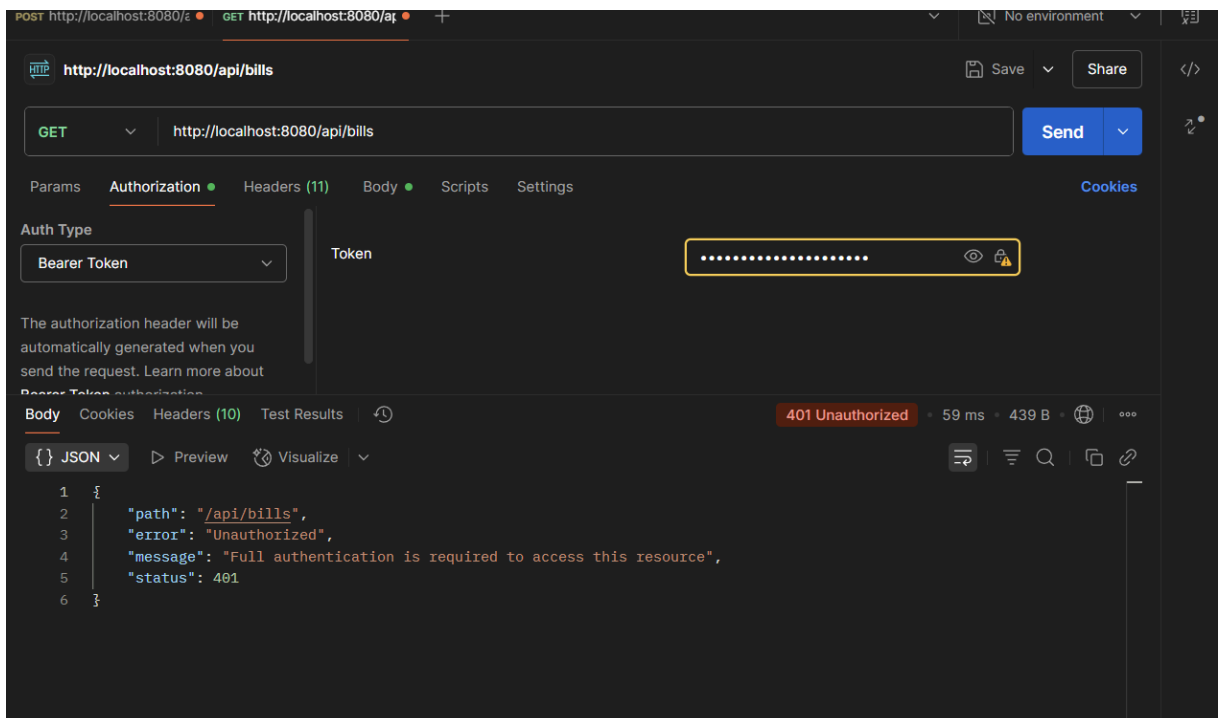 POST http://localhost:8080/a GET http://localhost:8080/ap No environment
HTTP http://localhost:8080/api/bills Save Share
GET http://localhost:8080/api/bills Send
Params Authorization Headers (11) Body Scripts Settings Cookies
Auth Type
Bearer Token
Token
The authorization header will be
automatically generated when you
send the request. Learn more about
Bearer Token authorization
Body Cookies Headers (10) Test Results 401 Unauthorized • 59 ms • 439 B
{} JSON Preview Visualize
1 {
2 "path": "/api/bills",
3 "error": "Unauthorized",
4 "message": "Full authentication is required to access this resource",
5 "status": 401
6 }